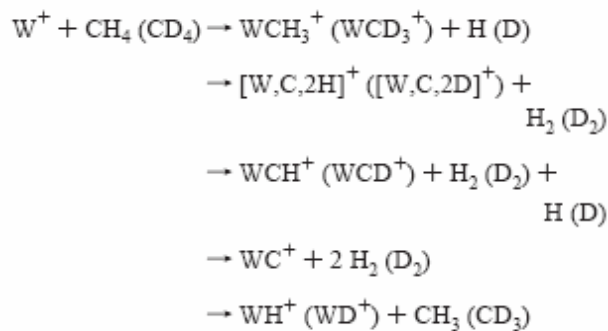 W⁺ + CH₄ (CD₄) → WCH₃⁺ (WCD₃⁺) + H (D)
→ [W,C,2H]⁺ ([W,C,2D]⁺) +
H₂ (D₂)
→ WCH⁺ (WCD⁺) + H₂ (D₂) +
H (D)
→ WC⁺ + 2 H₂ (D₂)
→ WH⁺ (WD⁺) + CH₃ (CD₃)